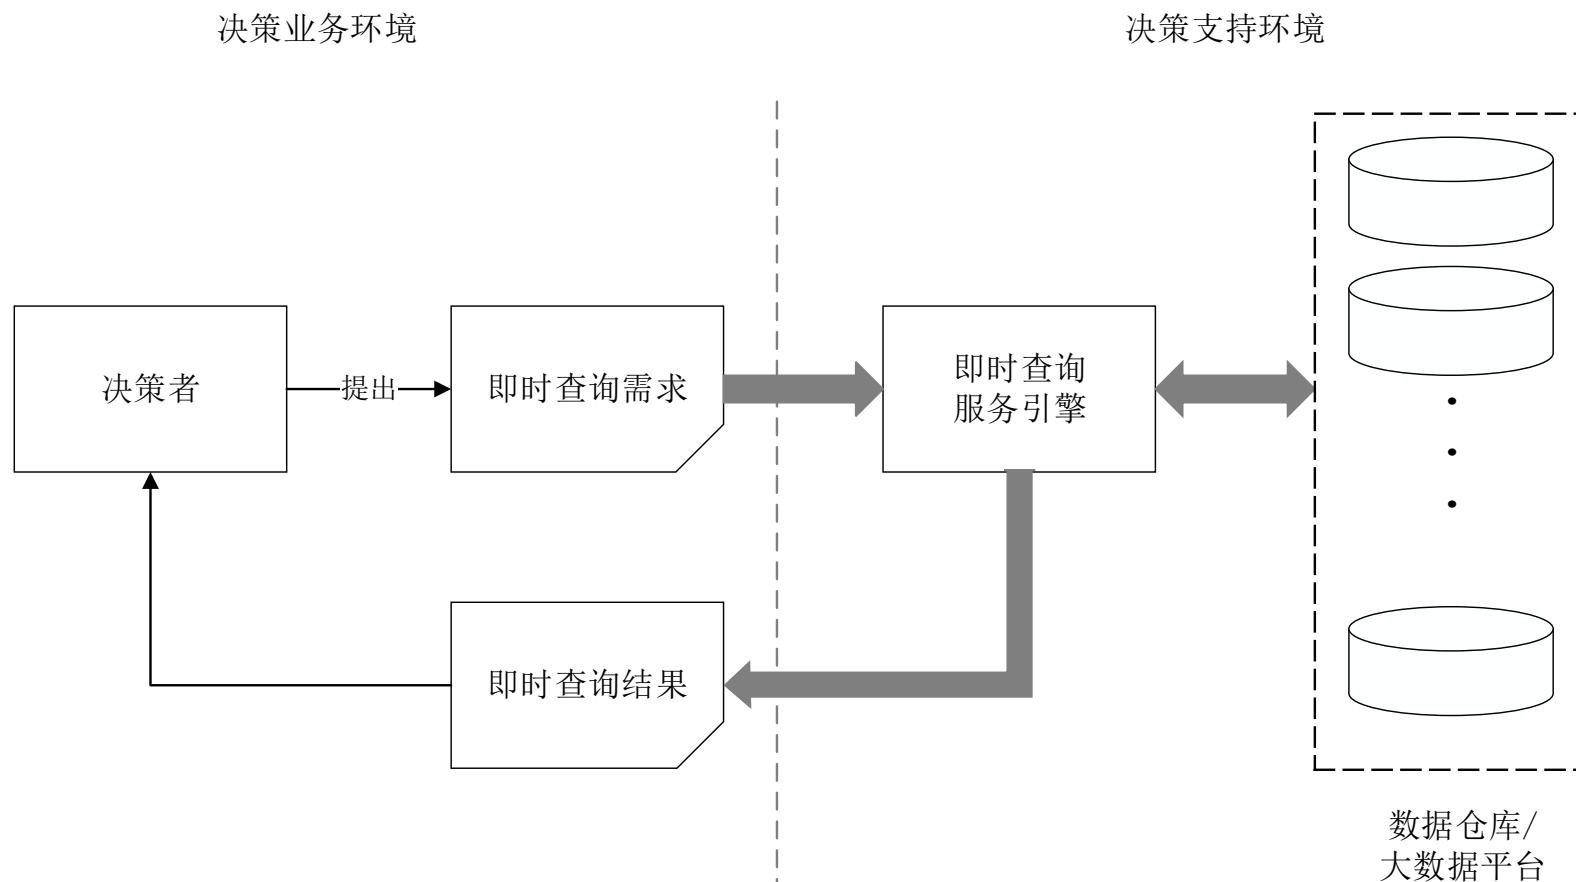 决策业务环境
决策支持环境
决策者
提出
即时查询需求
即时查询
服务引擎
即时查询结果
数据仓库/
大数据平台